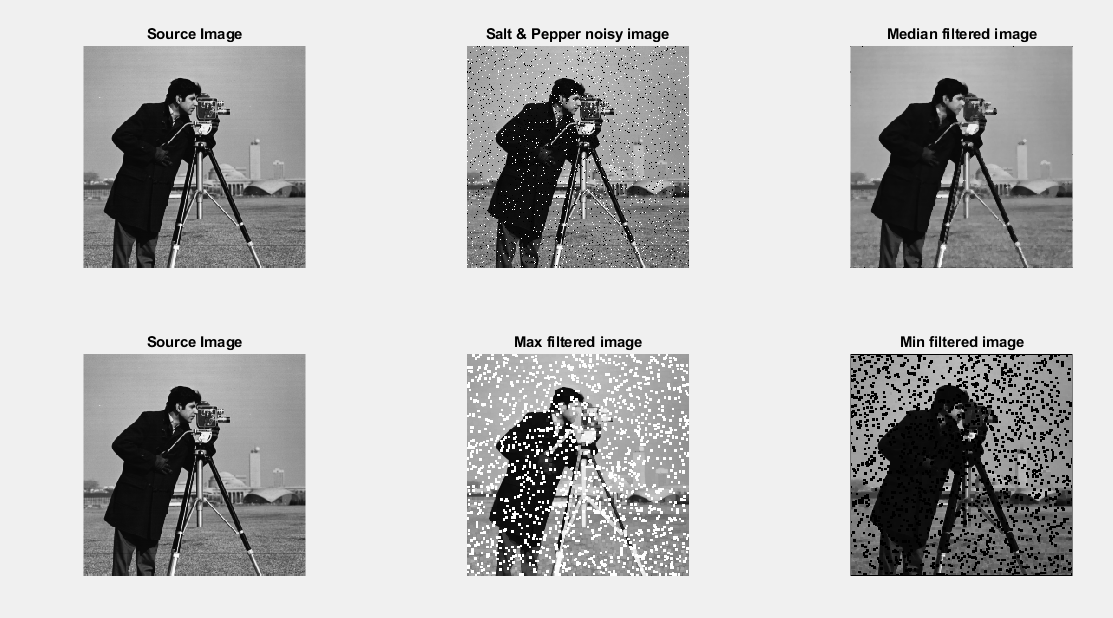 Source Image
Salt & Pepper noisy image
Median filtered image
Source Image
Max filtered image
Min filtered image